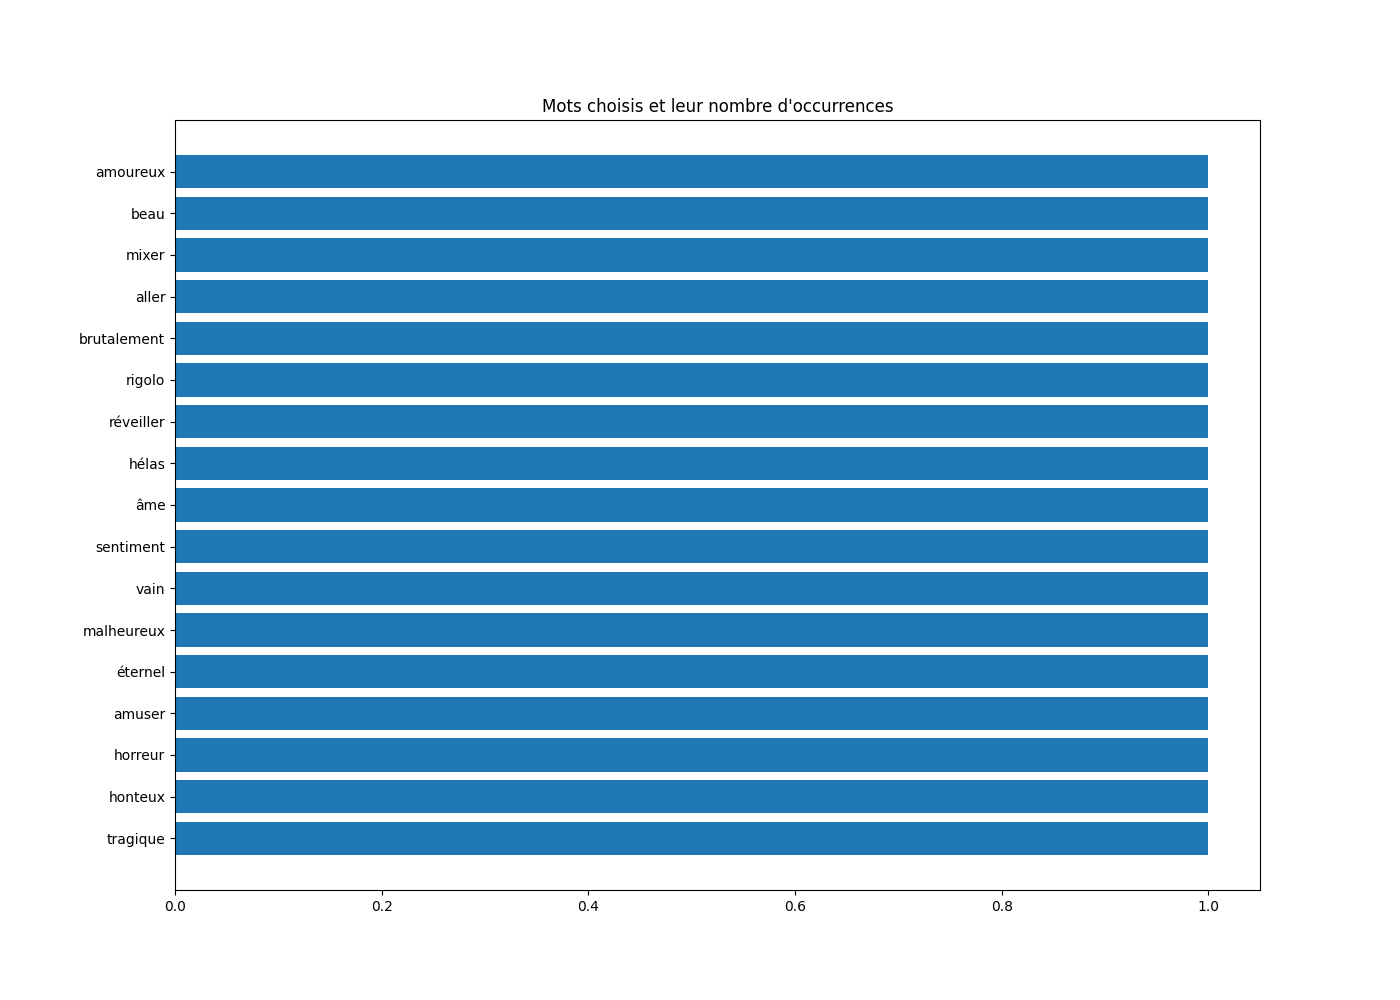 Mots choisis et leur nombre d'occurrences
amoureux
beau
mixer
aller
brutalement
rigolo
réveiller
hélas
âme
sentiment
vain
malheureux
éternel
amuser
horreur
honteux
tragique
0.0 0.2 0.4 0.6 0.8 1.0